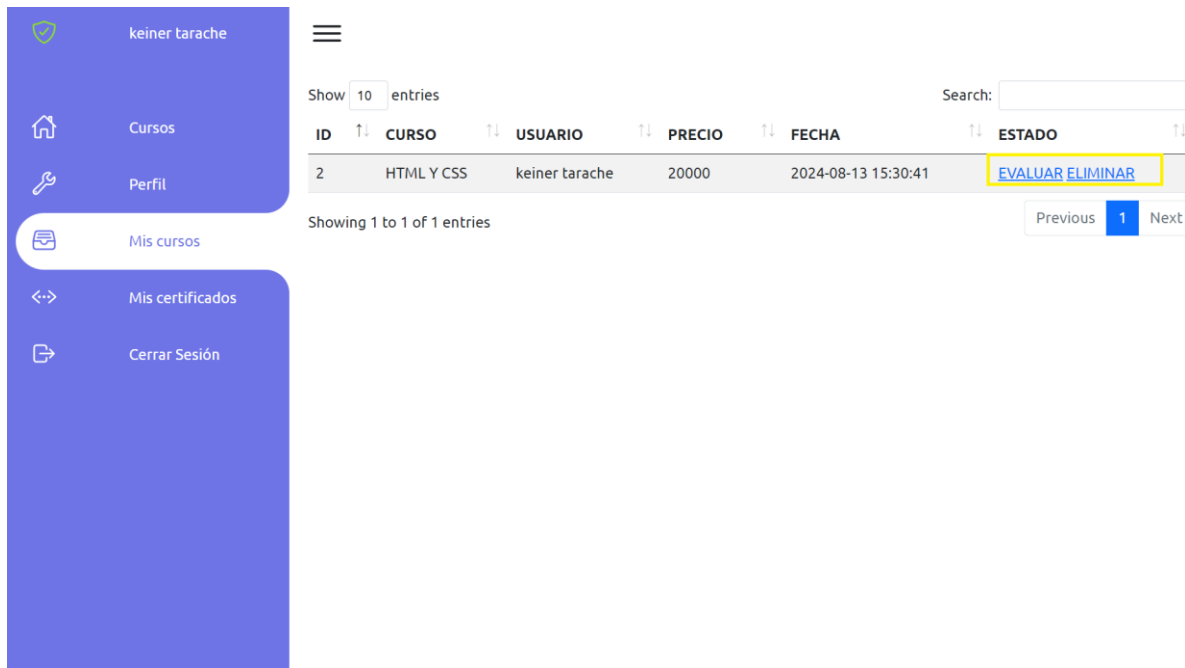 keiner tarache
Cursos
Perfil
Mis cursos
Mis certificados
Cerrar Sesión
Show 10 entries
Search:
ID CURSO USUARIO PRECIO FECHA ESTADO
2 HTML Y CSS keiner tarache 20000 2024-08-13 15:30:41 EVALUAR ELIMINAR
Showing 1 to 1 of 1 entries
Previous 1 Next